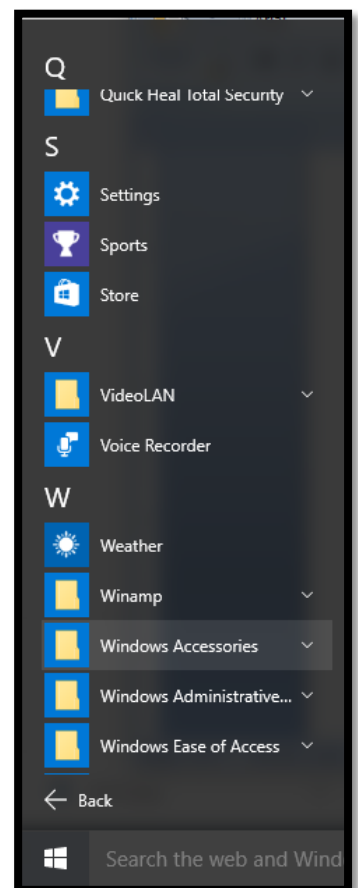 Q
Quick Heal Total Security
S
Settings
Sports
Store
V
VideoLAN
Voice Recorder
W
Weather
Winamp
Windows Accessories
Windows Administrative...
Windows Ease of Access
Back
Search the web and Wind